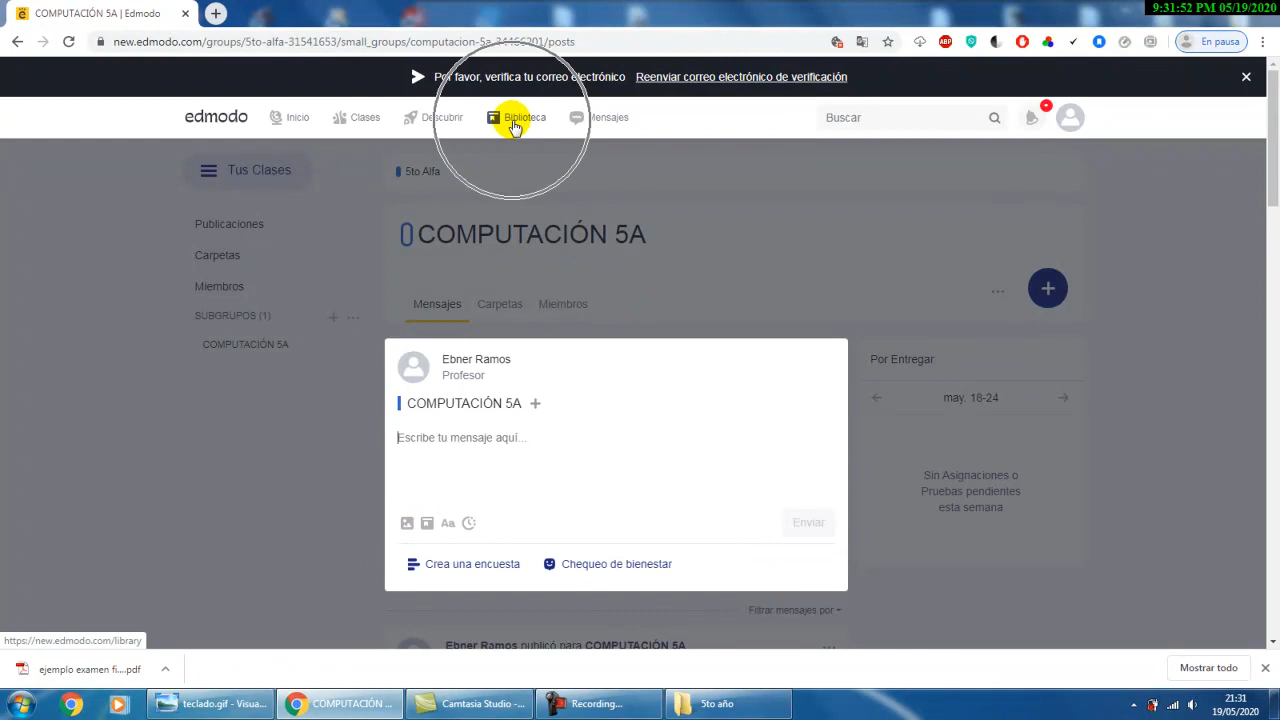 9:31:52 PM 05/19/2020
COMPUTACIÓN 5A | Edmodo
new.edmodo.com/groups/5to-alfa-31541653/small_groups/computacion-5a-34466201/posts
En pausa
Por favor, verifica tu correo electrónico Reenviar correo electrónico de verificación
edmodo Inicio Clases Descubrir Biblioteca Mensajes Buscar
Tus Clases
5to Alfa
Publicaciones
COMPUTACIÓN 5A
Carpetas
Miembros
Mensajes Carpetas Miembros
SUBGRUPOS (1)
COMPUTACIÓN 5A
Ebner Ramos
Profesor
Por Entregar
COMPUTACIÓN 5A
may. 18-24
Escribe tu mensaje aquí...
Sin Asignaciones o
Pruebas pendientes
esta semana
Aa
Enviar
Crea una encuesta Chequeo de bienestar
Filtrar mensajes por
Ebner Ramos publicó para COMPUTACIÓN 5A
https://new.edmodo.com/library
ejemplo examen fi....pdf
Mostrar todo
teclado.gif - Visua...
COMPUTACIÓN ...
Camtasia Studio -...
Recording...
5to año
21:31
19/05/2020